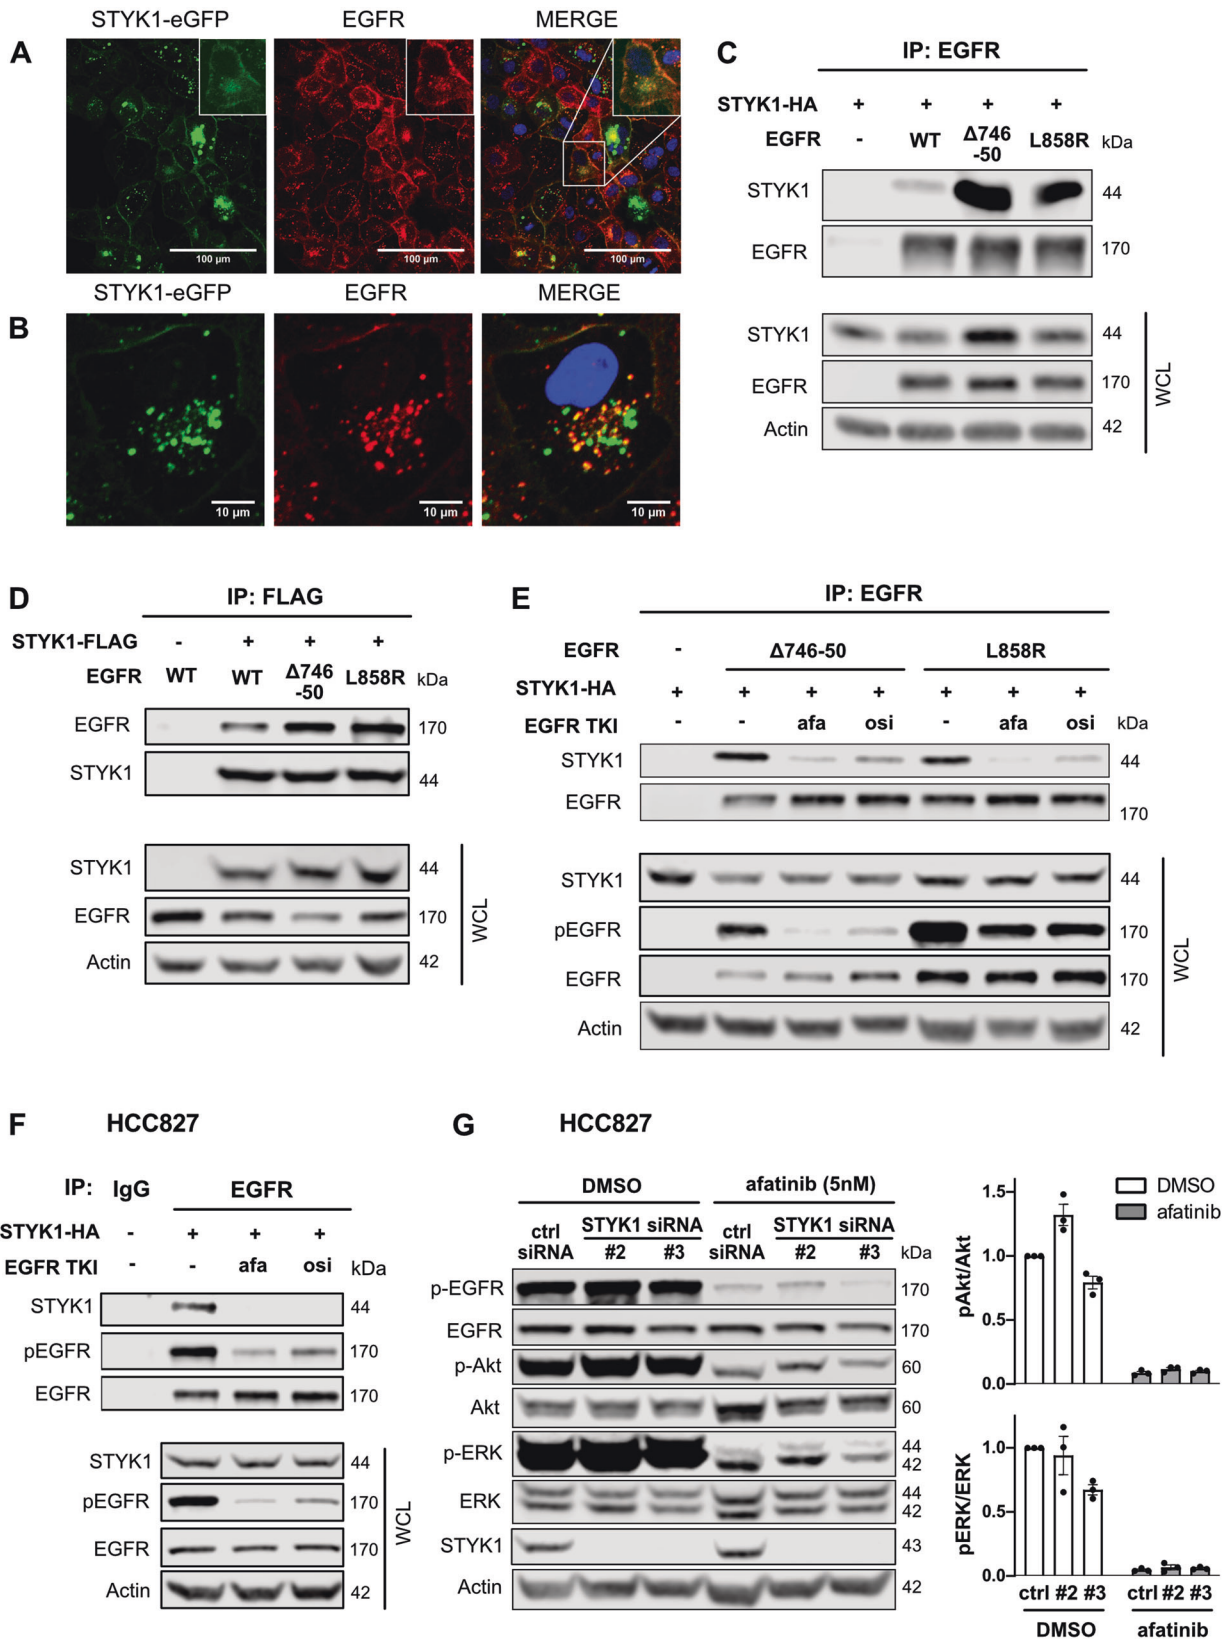 STYK1-eGFP EGFR MERGE
A
100 µm 100 µm 100 µm
STYK1-eGFP EGFR MERGE
B
10 µm 10 µm 10 µm
C
IP: EGFR
STYK1-HA + + + +
EGFR - WT Δ746 -50 L858R kDa
STYK1 44
EGFR 170
STYK1 44
EGFR 170
Actin 42
WCL
D
IP: FLAG
STYK1-FLAG - + + +
EGFR WT WT Δ746 -50 L858R kDa
EGFR 170
STYK1 44
STYK1 44
EGFR 170
Actin 42
WCL
E
IP: EGFR
EGFR - Δ746-50 L858R
STYK1-HA + + + + + + +
EGFR TKI - - afa osi - afa osi kDa
STYK1 44
EGFR 170
STYK1 44
pEGFR 170
EGFR 170
Actin 42
WCL
F HCC827
IP: IgG EGFR
STYK1-HA - + + +
EGFR TKI - - afa osi kDa
STYK1 44
pEGFR 170
EGFR 170
STYK1 44
pEGFR 170
EGFR 170
Actin 42
WCL
G HCC827
DMSO afatinib (5nM)
ctrl siRNA STYK1 siRNA ctrl siRNA STYK1 siRNA
#2 #3 #2 #3 kDa
p-EGFR 170
EGFR 170
p-Akt 60
Akt 60
p-ERK 44
42
ERK 44
42
STYK1 43
Actin 42
DMSO
afatinib
pAkt/Akt
1.5
1.0
0.5
0.0
pERK/ERK
1.0
0.5
0.0
ctrl #2 #3 ctrl #2 #3
DMSO afatinib